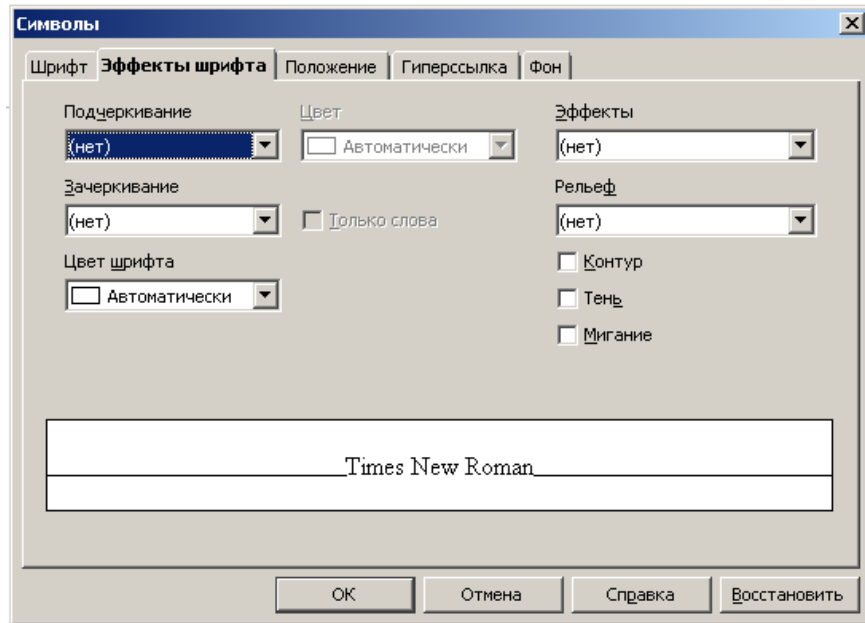 Символы
Шрифт Эффекты шрифта Положение Гиперссылка Фон
Подчеркивание Цвет Эффекты
(нет) Автоматически (нет)
Зачеркивание Рельеф
(нет) Только слова (нет)
Цвет шрифта Контур
Автоматически Тень
Мигание
Times New Roman
ОК Отмена Справка Восстановить